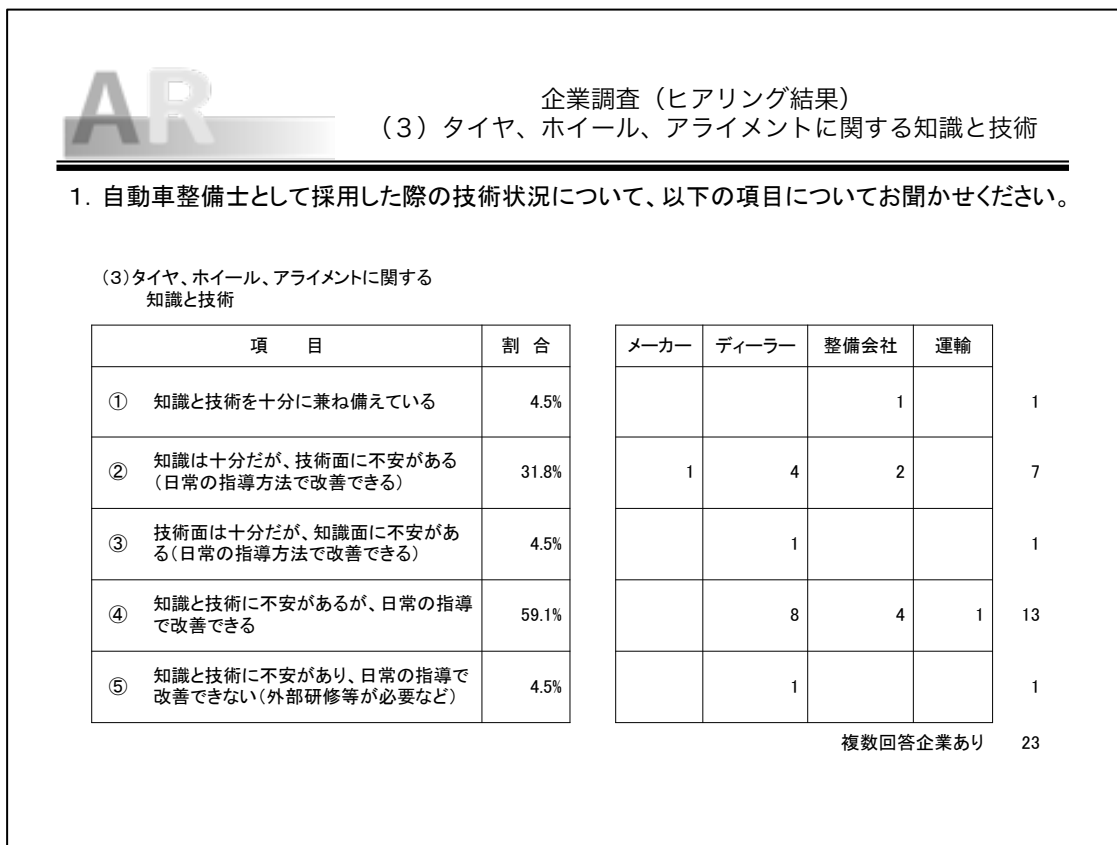 AR
企業調査（ヒアリング結果）
（３）タイヤ、ホイール、アライメントに関する知識と技術
１．自動車整備士として採用した際の技術状況について、以下の項目についてお聞かせください。
（３）タイヤ、ホイール、アライメントに関する
知識と技術
項 目 割 合 メーカー ディーラー 整備会社 運輸
① 知識と技術を十分に兼ね備えている 4.5% 1 1
② 知識は十分だが、技術面に不安がある
（日常の指導方法で改善できる） 31.8% 1 4 2 7
③ 技術面は十分だが、知識面に不安があ
る（日常の指導方法で改善できる） 4.5% 1 1
④ 知識と技術に不安があるが、日常の指導
で改善できる 59.1% 8 4 1 13
⑤ 知識と技術に不安があり、日常の指導で
改善できない（外部研修等が必要など） 4.5% 1 1
複数回答企業あり 23